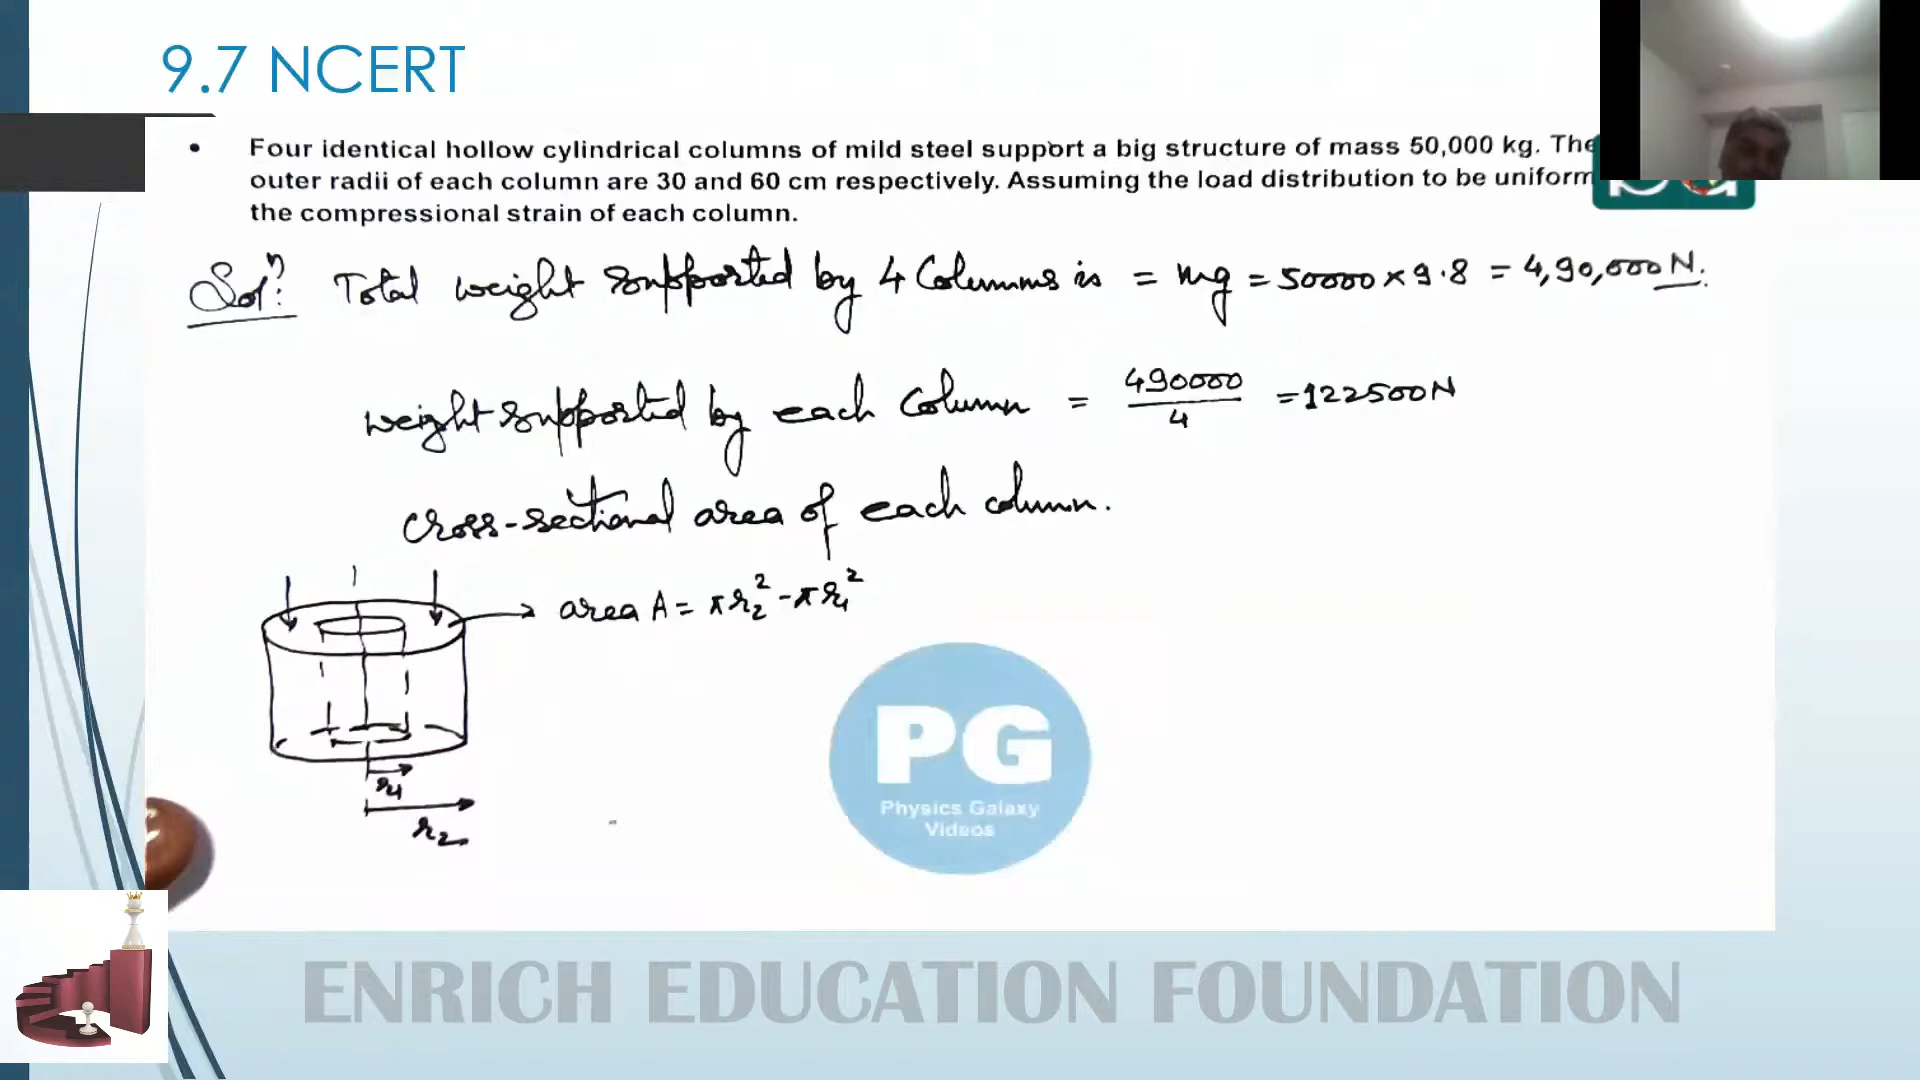 9.7 NCERT
• Four identical hollow cylindrical columns of mild steel support a big structure of mass 50,000 kg. The
outer radii of each column are 30 and 60 cm respectively. Assuming the load distribution to be uniform
the compressional strain of each column.
Solⁿ: Total weight supported by 4 Columns is = mg = 50000 × 9.8 = 4,90,000 N.
weight supported by each Column = 490000/4 = 122500N
cross-sectional area of each column.
area A = πr₂² - πr₁²
r₁
r₂
PG
Physics Galaxy
Videos
ENRICH EDUCATION FOUNDATION